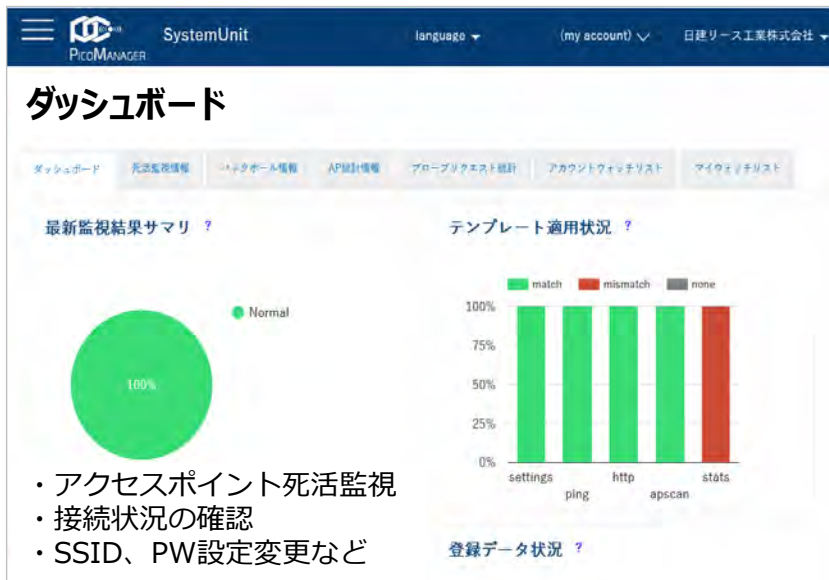 PICOMANAGER
SystemUnit
language
(my account)
日建リース工業株式会社
ダッシュボード
ダッシュボード 死活監視情報 バックホール情報 AP統計情報 プローブリクエスト統計 アカウントウォッチリスト マイウォッチリスト
最新監視結果サマリ ?
Normal
100%
・アクセスポイント死活監視
・接続状況の確認
・SSID、PW設定変更など
テンプレート適用状況 ?
match mismatch none
100%
75%
50%
25%
0%
settings
ping
http
apscan
stats
登録データ状況 ?